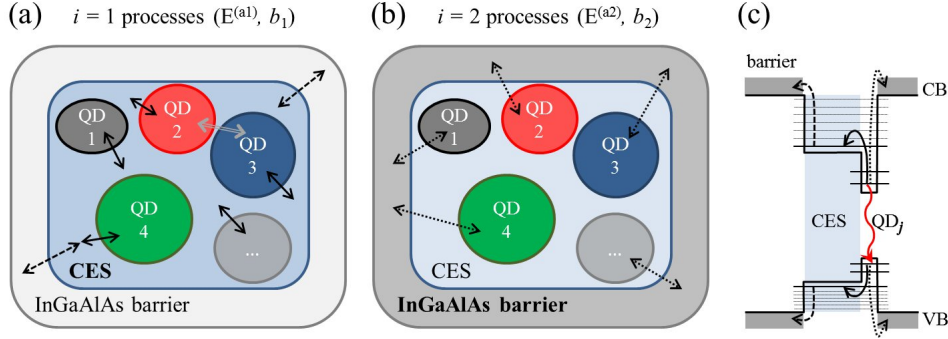 (a)
i = 1 processes (E(a1), b1)
QD
1
QD
2
QD
3
QD
4
...
CES
InGaAlAs barrier
(b)
i = 2 processes (E(a2), b2)
QD
1
QD
2
QD
3
QD
4
...
CES
InGaAlAs barrier
(c)
barrier
CB
CES
QDj
VB